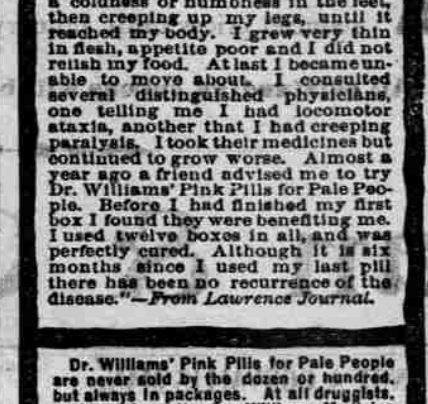 a coldness or numbness in the feet,
then creeping up my legs, until it
reached my body. I grew very thin
in flesh, appetite poor and I did not
relish my food. At last I became un-
able to move about. I consulted
several distinguished physicians,
one telling me I had locomotor
ataxia, another that I had creeping
paralysis. I took their medicines but
continued to grow worse. Almost a
year ago a friend advised me to try
Dr. Williams' Pink Pills for Pale Peo-
ple. Before I had finished my first
box I found they were benefiting me.
I used twelve boxes in all, and was
perfectly cured. Although it is six
months since I used my last pill
there has been no recurrence of the
disease."—From Lawrence Journal.
Dr. Williams' Pink Pills for Pale People
are never sold by the dozen or hundred,
but always in packages. At all druggists,